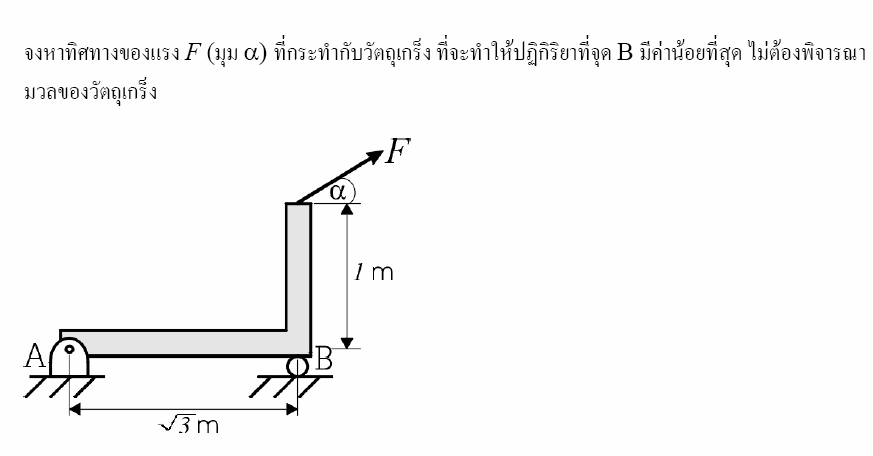 จงหาทิศทางของแรง F (มุม α) ที่กระทำกับวัตถุเกร็ง ที่จะทำให้ปฏิกิริยาที่จุด B มีค่าน้อยที่สุด ไม่ต้องพิจารณา
มวลของวัตถุเกร็ง
F
α
1 m
A
B
√3 m